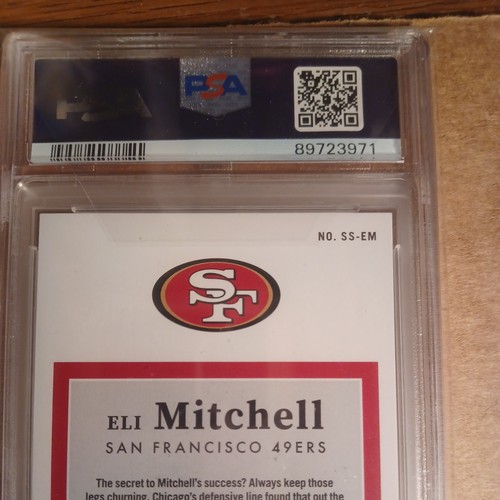 PSA
PSA
89723971
NO. SS-EM
SF
ELI Mitchell
SAN FRANCISCO 49ERS
The secret to Mitchell's success? Always keep those
legs churning. Chicago's defensive line found that out the